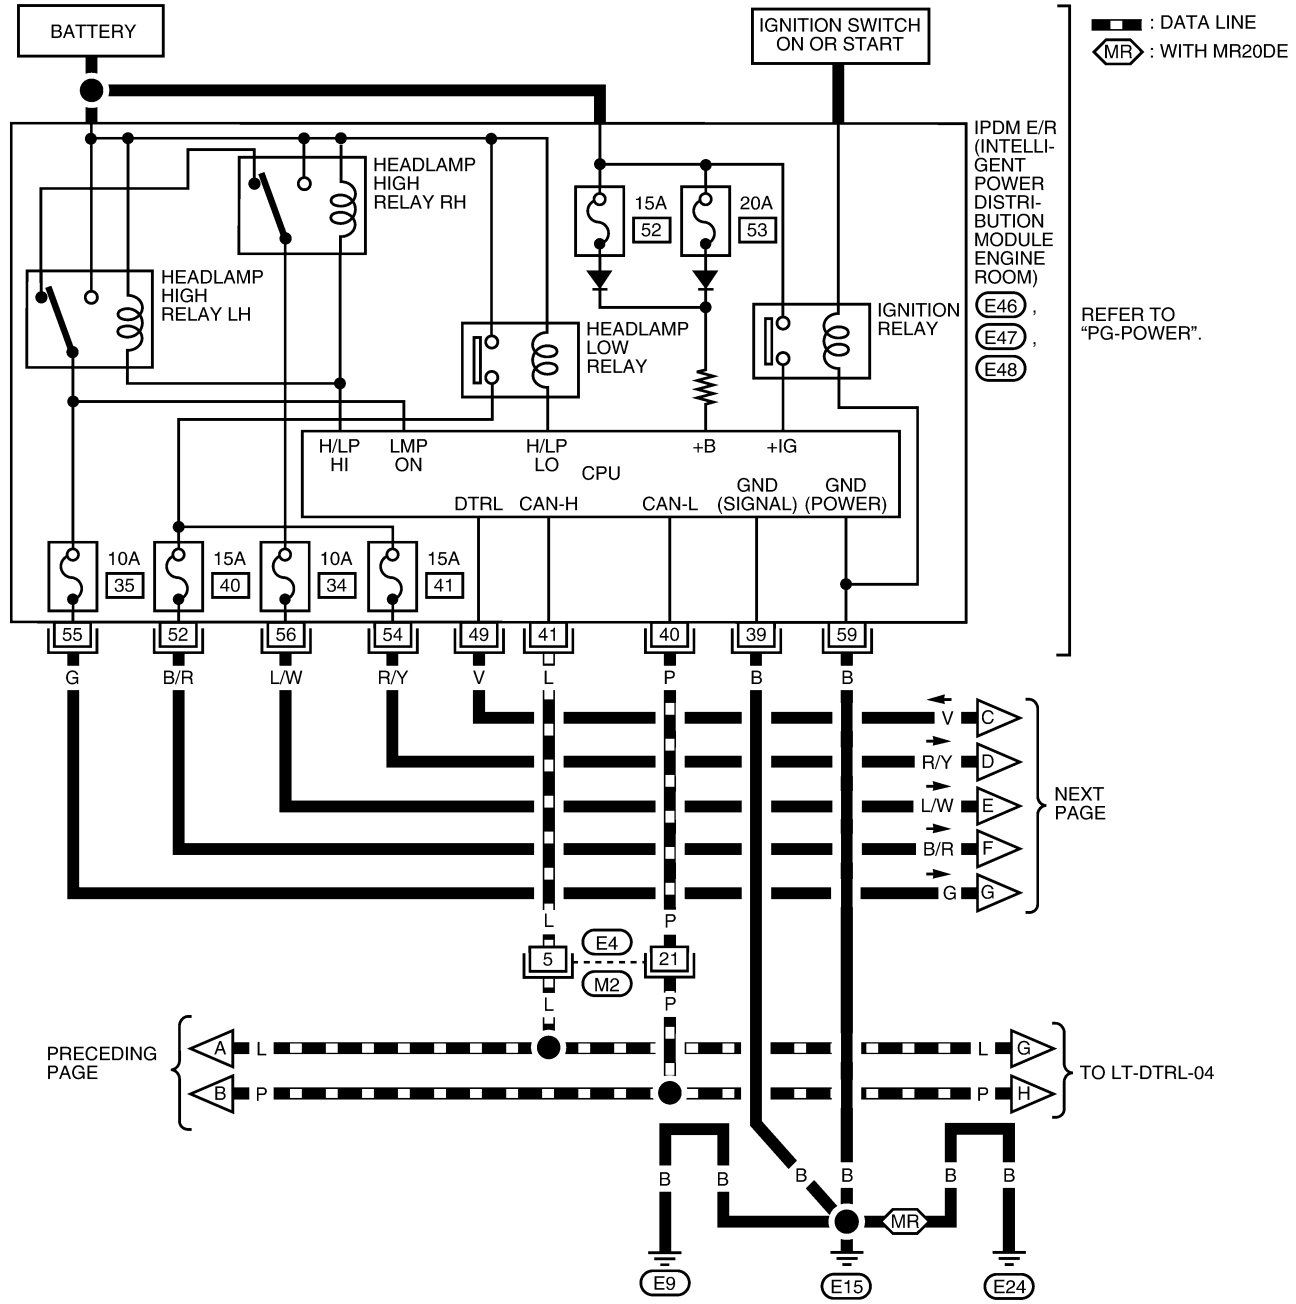 BATTERY
IGNITION SWITCH
ON OR START
: DATA LINE
MR : WITH MR20DE
IPDM E/R
(INTELLI-
GENT
POWER
DISTRI-
BUTION
MODULE
ENGINE
ROOM)
E46 ,
E47 ,
E48
REFER TO
“PG-POWER”.
HEADLAMP
HIGH
RELAY RH
15A
52
20A
53
HEADLAMP
HIGH
RELAY LH
HEADLAMP
LOW
RELAY
IGNITION
RELAY
H/LP
HI
LMP
ON
H/LP
LO
+B
+IG
CPU
DTRL
CAN-H
CAN-L
GND
(SIGNAL)
GND
(POWER)
10A
35
15A
40
10A
34
15A
41
55 52 56 54 49 41 40 39 59
G B/R L/W R/Y V L P B B
V C
R/Y D
L/W E
B/R F
G G
NEXT
PAGE
L P
5 E4 21
M2
L P
PRECEDING
PAGE
A L L G
B P P H
TO LT-DTRL-04
B B B B B B
MR
E9 E15 E24